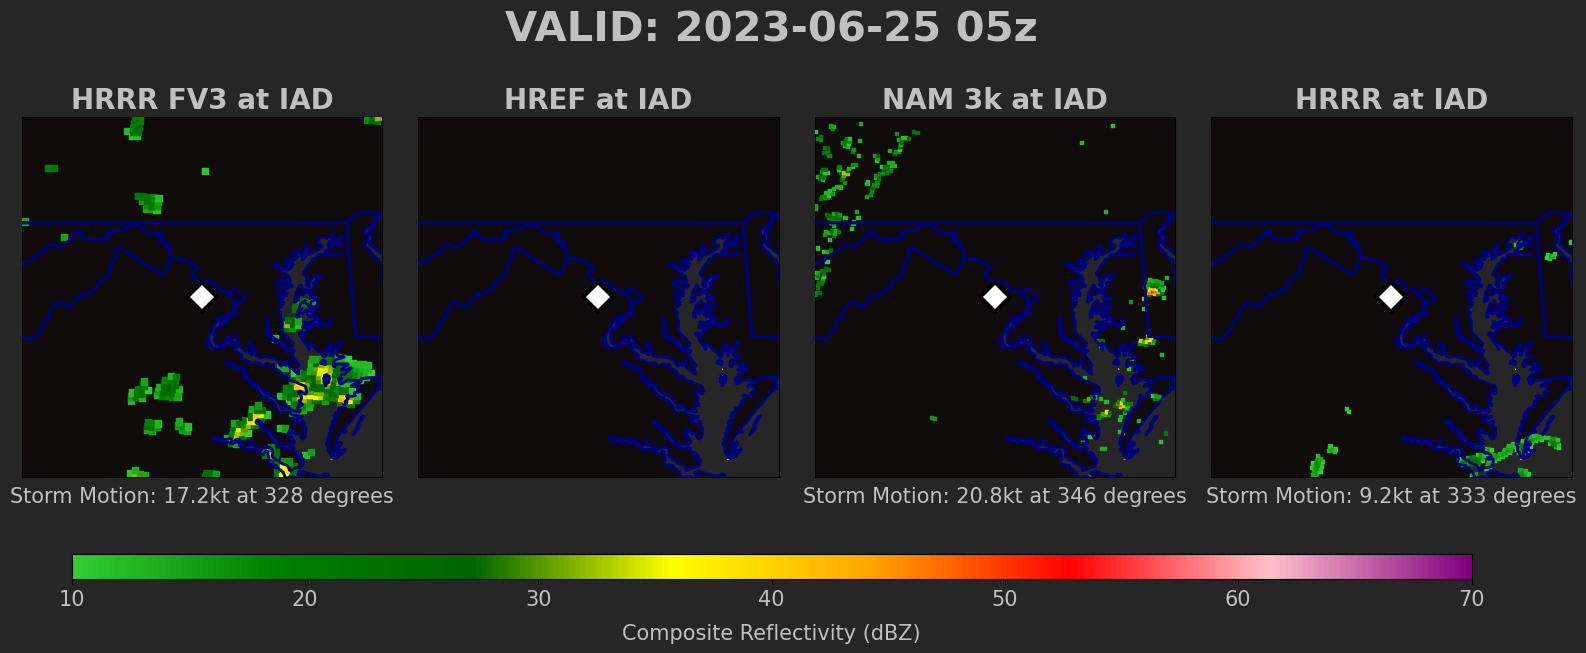 VALID: 2023-06-25 05z
HRRR FV3 at IAD
HREF at IAD
NAM 3k at IAD
HRRR at IAD
Storm Motion: 17.2kt at 328 degrees
Storm Motion: 20.8kt at 346 degrees
Storm Motion: 9.2kt at 333 degrees
10 20 30 40 50 60 70
Composite Reflectivity (dBZ)